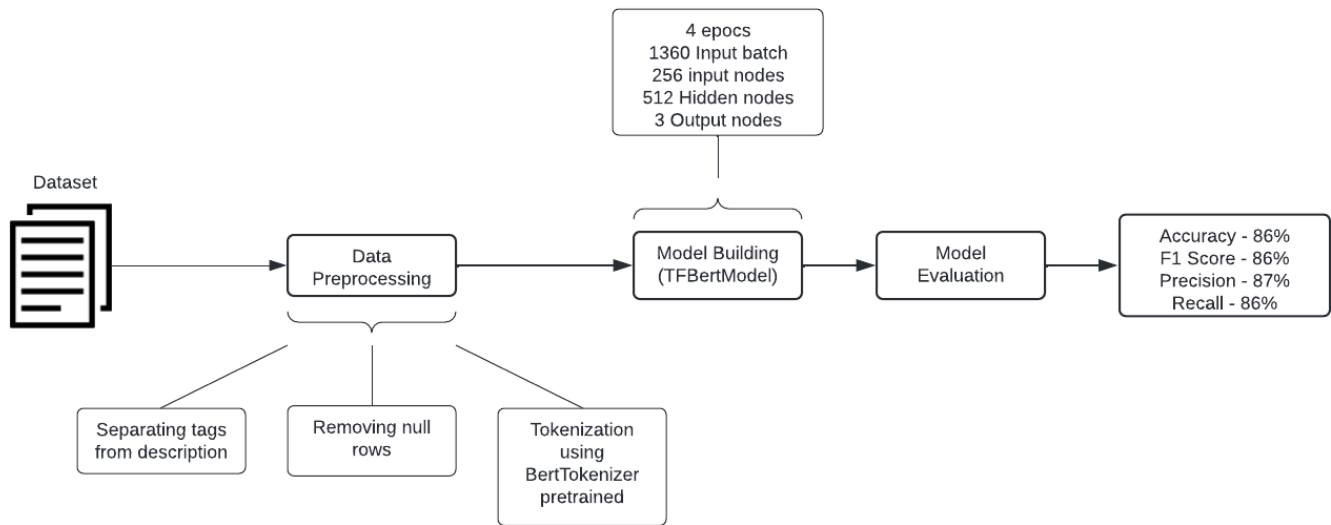 4 epocs
1360 Input batch
256 input nodes
512 Hidden nodes
3 Output nodes
Dataset
Data
Preprocessing
Model Building
(TFBertModel)
Model
Evaluation
Accuracy - 86%
F1 Score - 86%
Precision - 87%
Recall - 86%
Separating tags
from description
Removing null
rows
Tokenization
using
BertTokenizer
pretrained